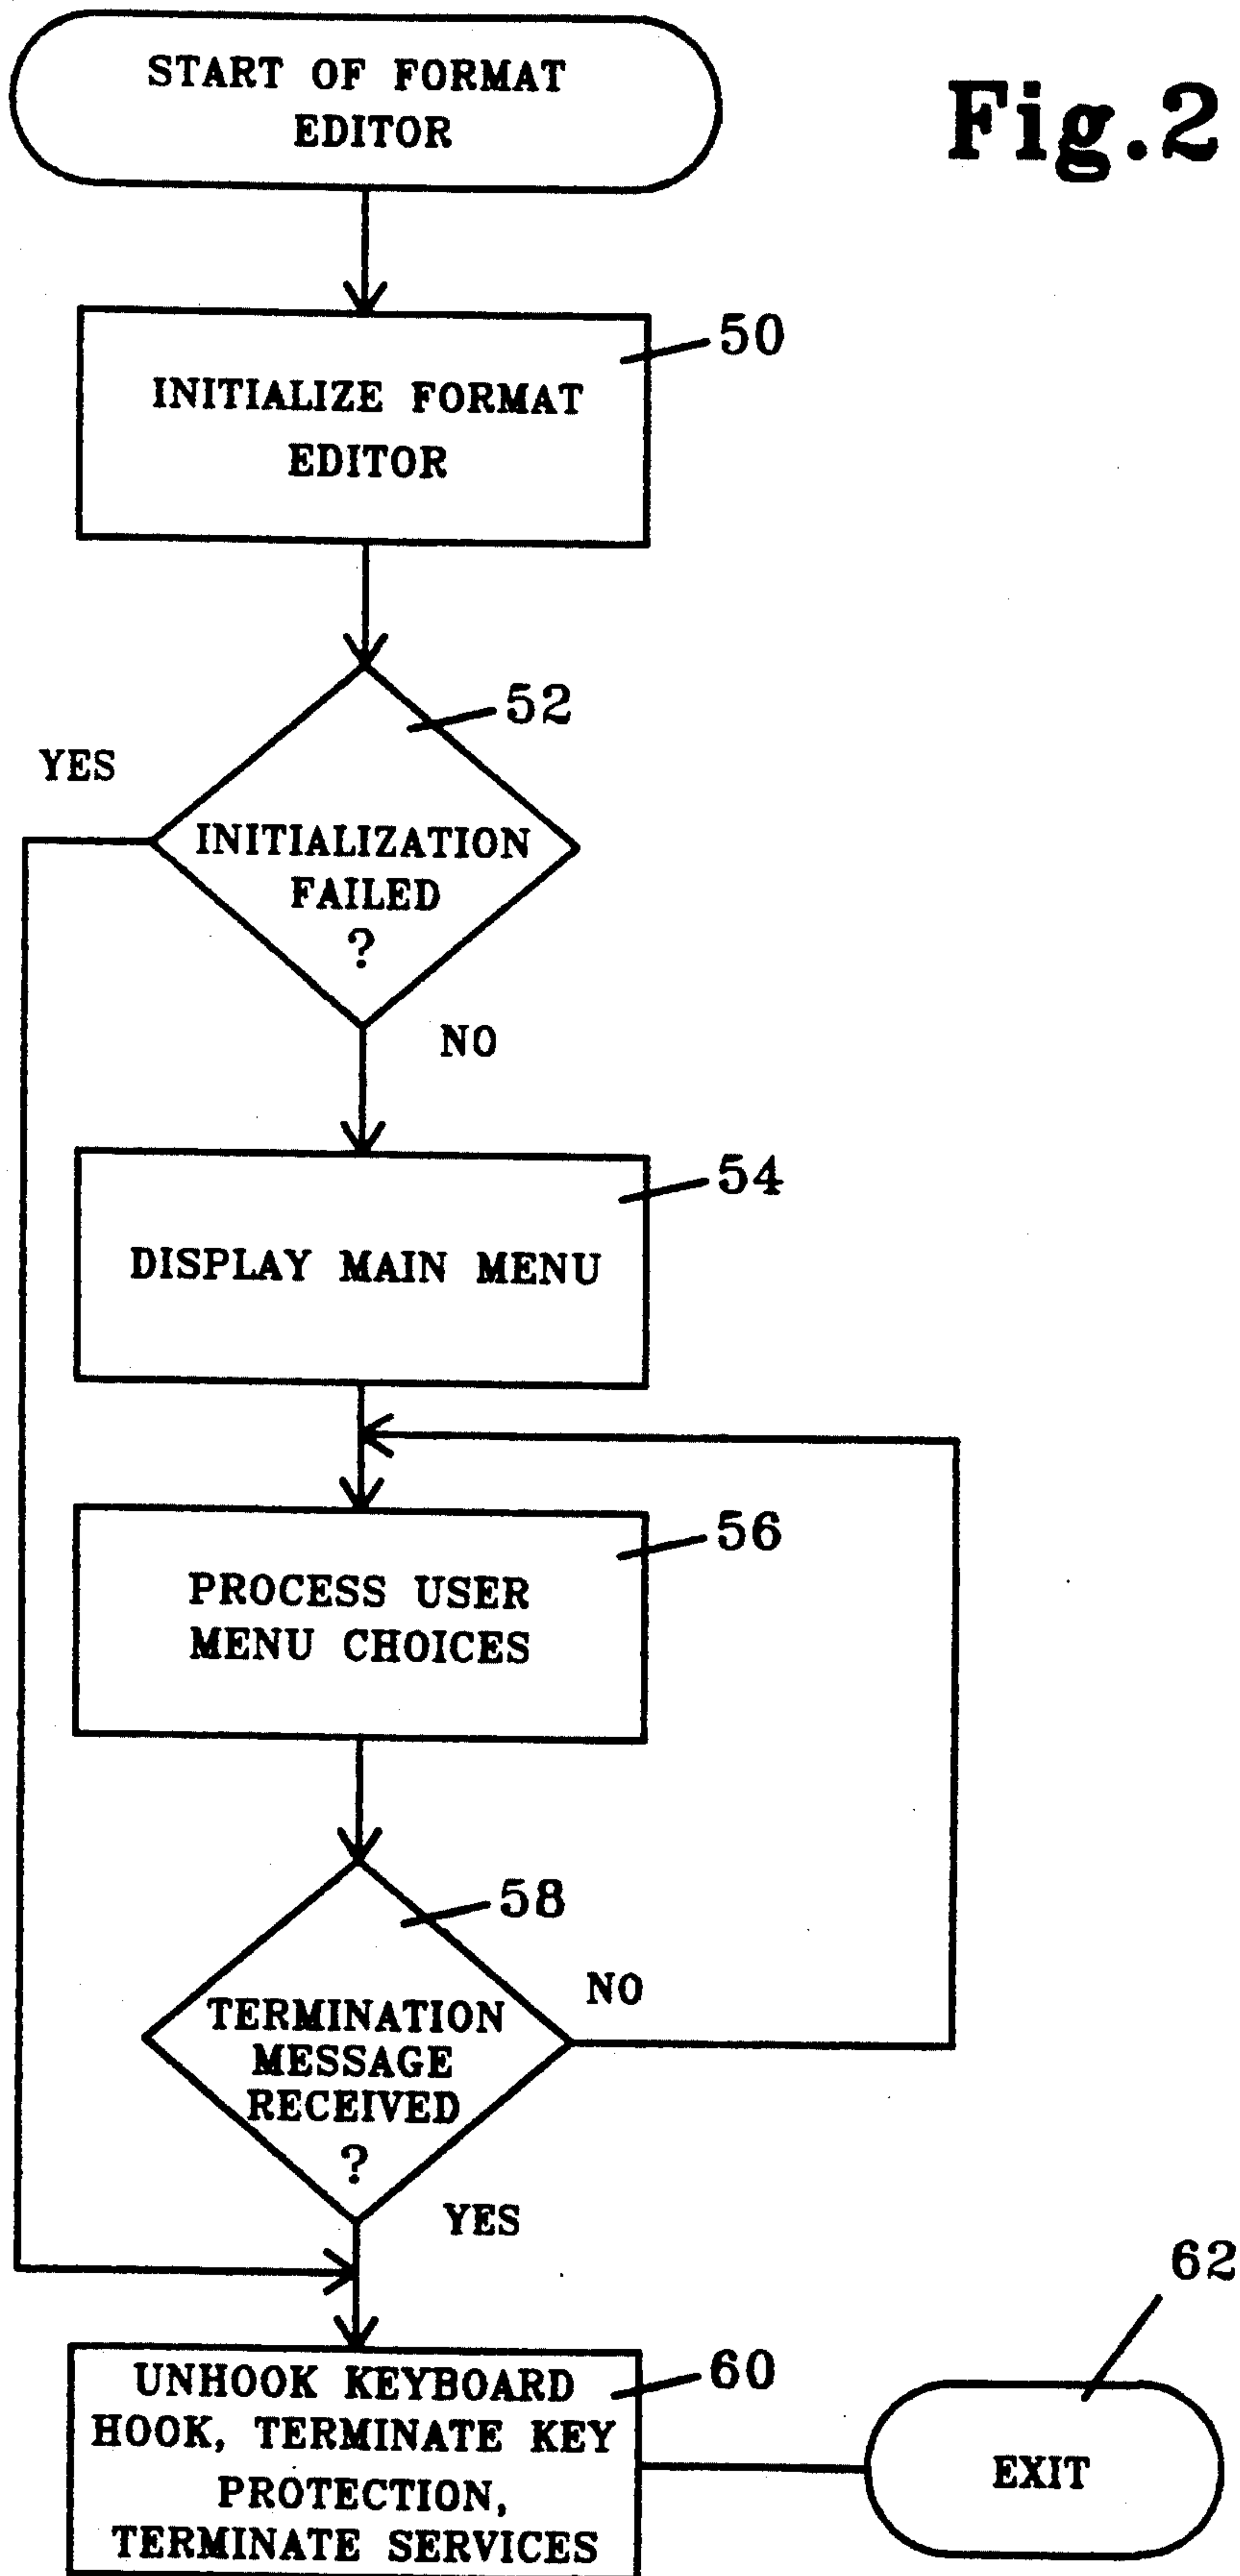 START OF FORMAT
EDITOR
Fig.2
50
INITIALIZE FORMAT
EDITOR
52
YES
INITIALIZATION
FAILED
?
NO
54
DISPLAY MAIN MENU
56
PROCESS USER
MENU CHOICES
58
NO
TERMINATION
MESSAGE
RECEIVED
?
YES
62
60
UNHOOK KEYBOARD
HOOK, TERMINATE KEY
PROTECTION,
TERMINATE SERVICES
EXIT